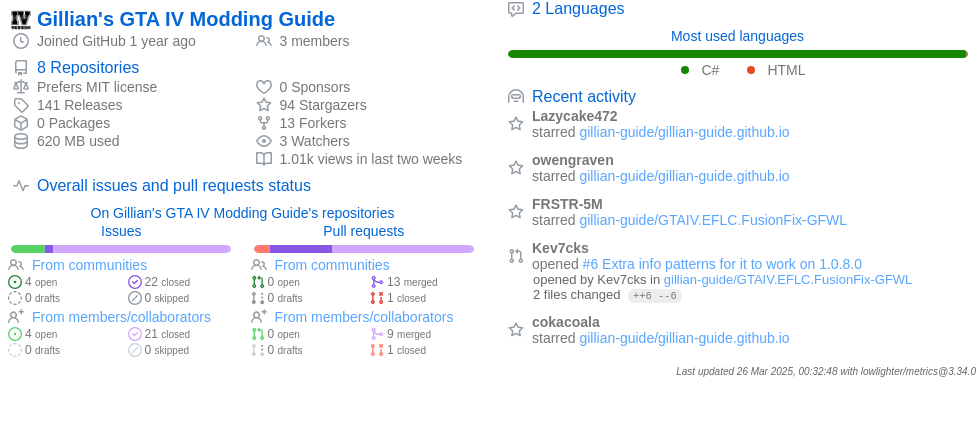 Gillian's GTA IV Modding Guide
Joined GitHub 1 year ago
3 members
8 Repositories
Prefers MIT license
0 Sponsors
141 Releases
94 Stargazers
0 Packages
13 Forkers
620 MB used
3 Watchers
1.01k views in last two weeks
Overall issues and pull requests status
On Gillian's GTA IV Modding Guide's repositories
Issues
Pull requests
From communities
From communities
4 open
22 closed
0 open
13 merged
0 drafts
0 skipped
0 drafts
1 closed
From members/collaborators
From members/collaborators
4 open
21 closed
0 open
9 merged
0 drafts
0 skipped
0 drafts
1 closed
2 Languages
Most used languages
C#
HTML
Recent activity
Lazycake472
starred gillian-guide/gillian-guide.github.io
owengraven
starred gillian-guide/gillian-guide.github.io
FRSTR-5M
starred gillian-guide/GTAIV.EFLC.FusionFix-GFWL
Kev7cks
opened #6 Extra info patterns for it to work on 1.0.8.0
opened by Kev7cks in gillian-guide/GTAIV.EFLC.FusionFix-GFWL
2 files changed ++6 --6
cokacoala
starred gillian-guide/gillian-guide.github.io
Last updated 26 Mar 2025, 00:32:48 with lowlighter/metrics@3.34.0